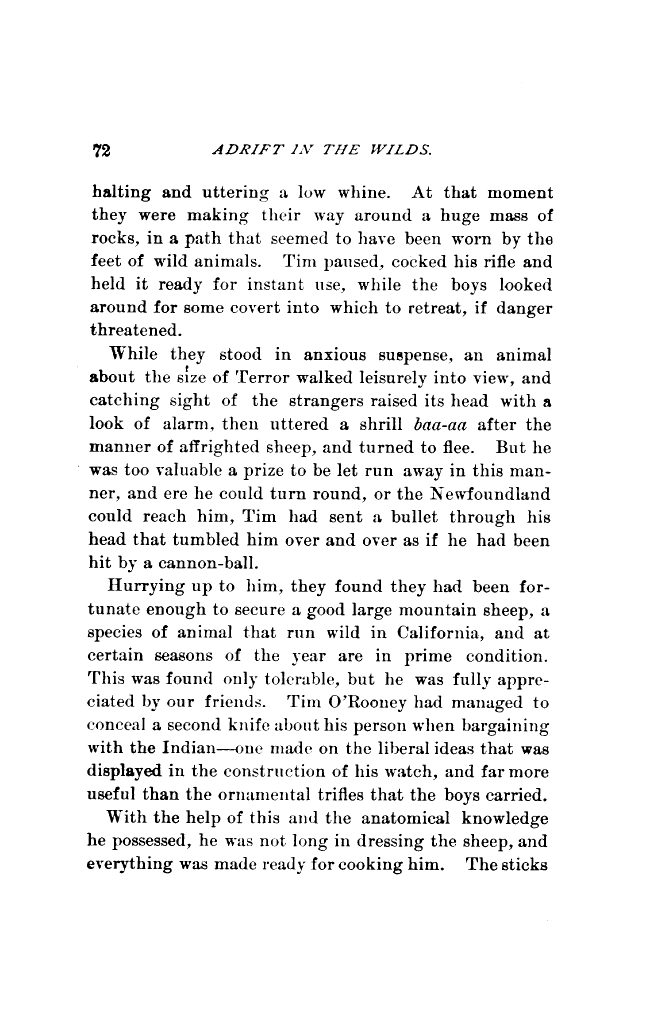 72 ADRIFT IN THE WILDS.
halting and uttering a low whine. At that moment
they were making their way around a huge mass of
rocks, in a path that seemed to have been worn by the
feet of wild animals. Tim paused, cocked his rifle and
held it ready for instant use, while the boys looked
around for some covert into which to retreat, if danger
threatened.
While they stood in anxious suspense, an animal
about the size of Terror walked leisurely into view, and
catching sight of the strangers raised its head with a
look of alarm, then uttered a shrill baa-aa after the
manner of affrighted sheep, and turned to flee. But he
was too valuable a prize to be let run away in this man-
ner, and ere he could turn round, or the Newfoundland
could reach him, Tim had sent a bullet through his
head that tumbled him over and over as if he had been
hit by a cannon-ball.
Hurrying up to him, they found they had been for-
tunate enough to secure a good large mountain sheep, a
species of animal that run wild in California, and at
certain seasons of the year are in prime condition.
This was found only tolerable, but he was fully appre-
ciated by our friends. Tim O'Rooney had managed to
conceal a second knife about his person when bargaining
with the Indian—one made on the liberal ideas that was
displayed in the construction of his watch, and far more
useful than the ornamental trifles that the boys carried.
With the help of this and the anatomical knowledge
he possessed, he was not long in dressing the sheep, and
everything was made ready for cooking him. The sticks